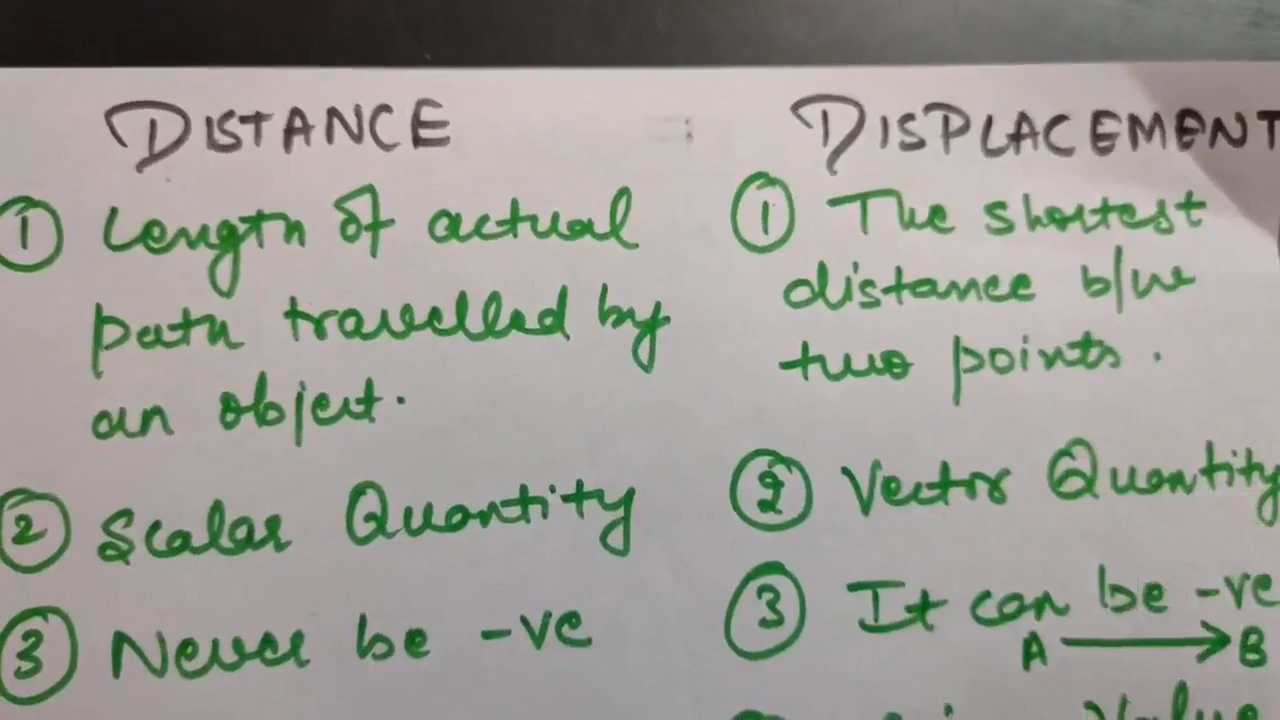 DISTANCE
① Length of actual
path travelled by
an object.
② Scalar Quantity
③ Never be -ve
DISPLACEMENT
① The shortest
distance b/w
two points.
② Vector Quantity
③ It can be -ve
A → B
Value